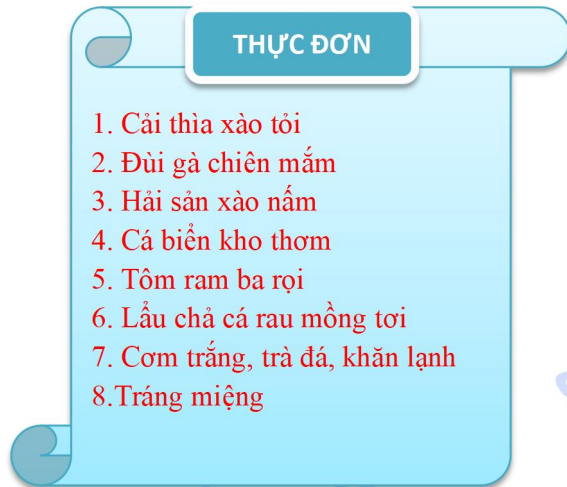 THỰC ĐƠN
1. Cải thìa xào tỏi
2. Đùi gà chiên mắm
3. Hải sản xào nấm
4. Cá biển kho thơm
5. Tôm ram ba rọi
6. Lẩu chả cá rau mồng tơi
7. Cơm trắng, trà đá, khăn lạnh
8.Tráng miệng